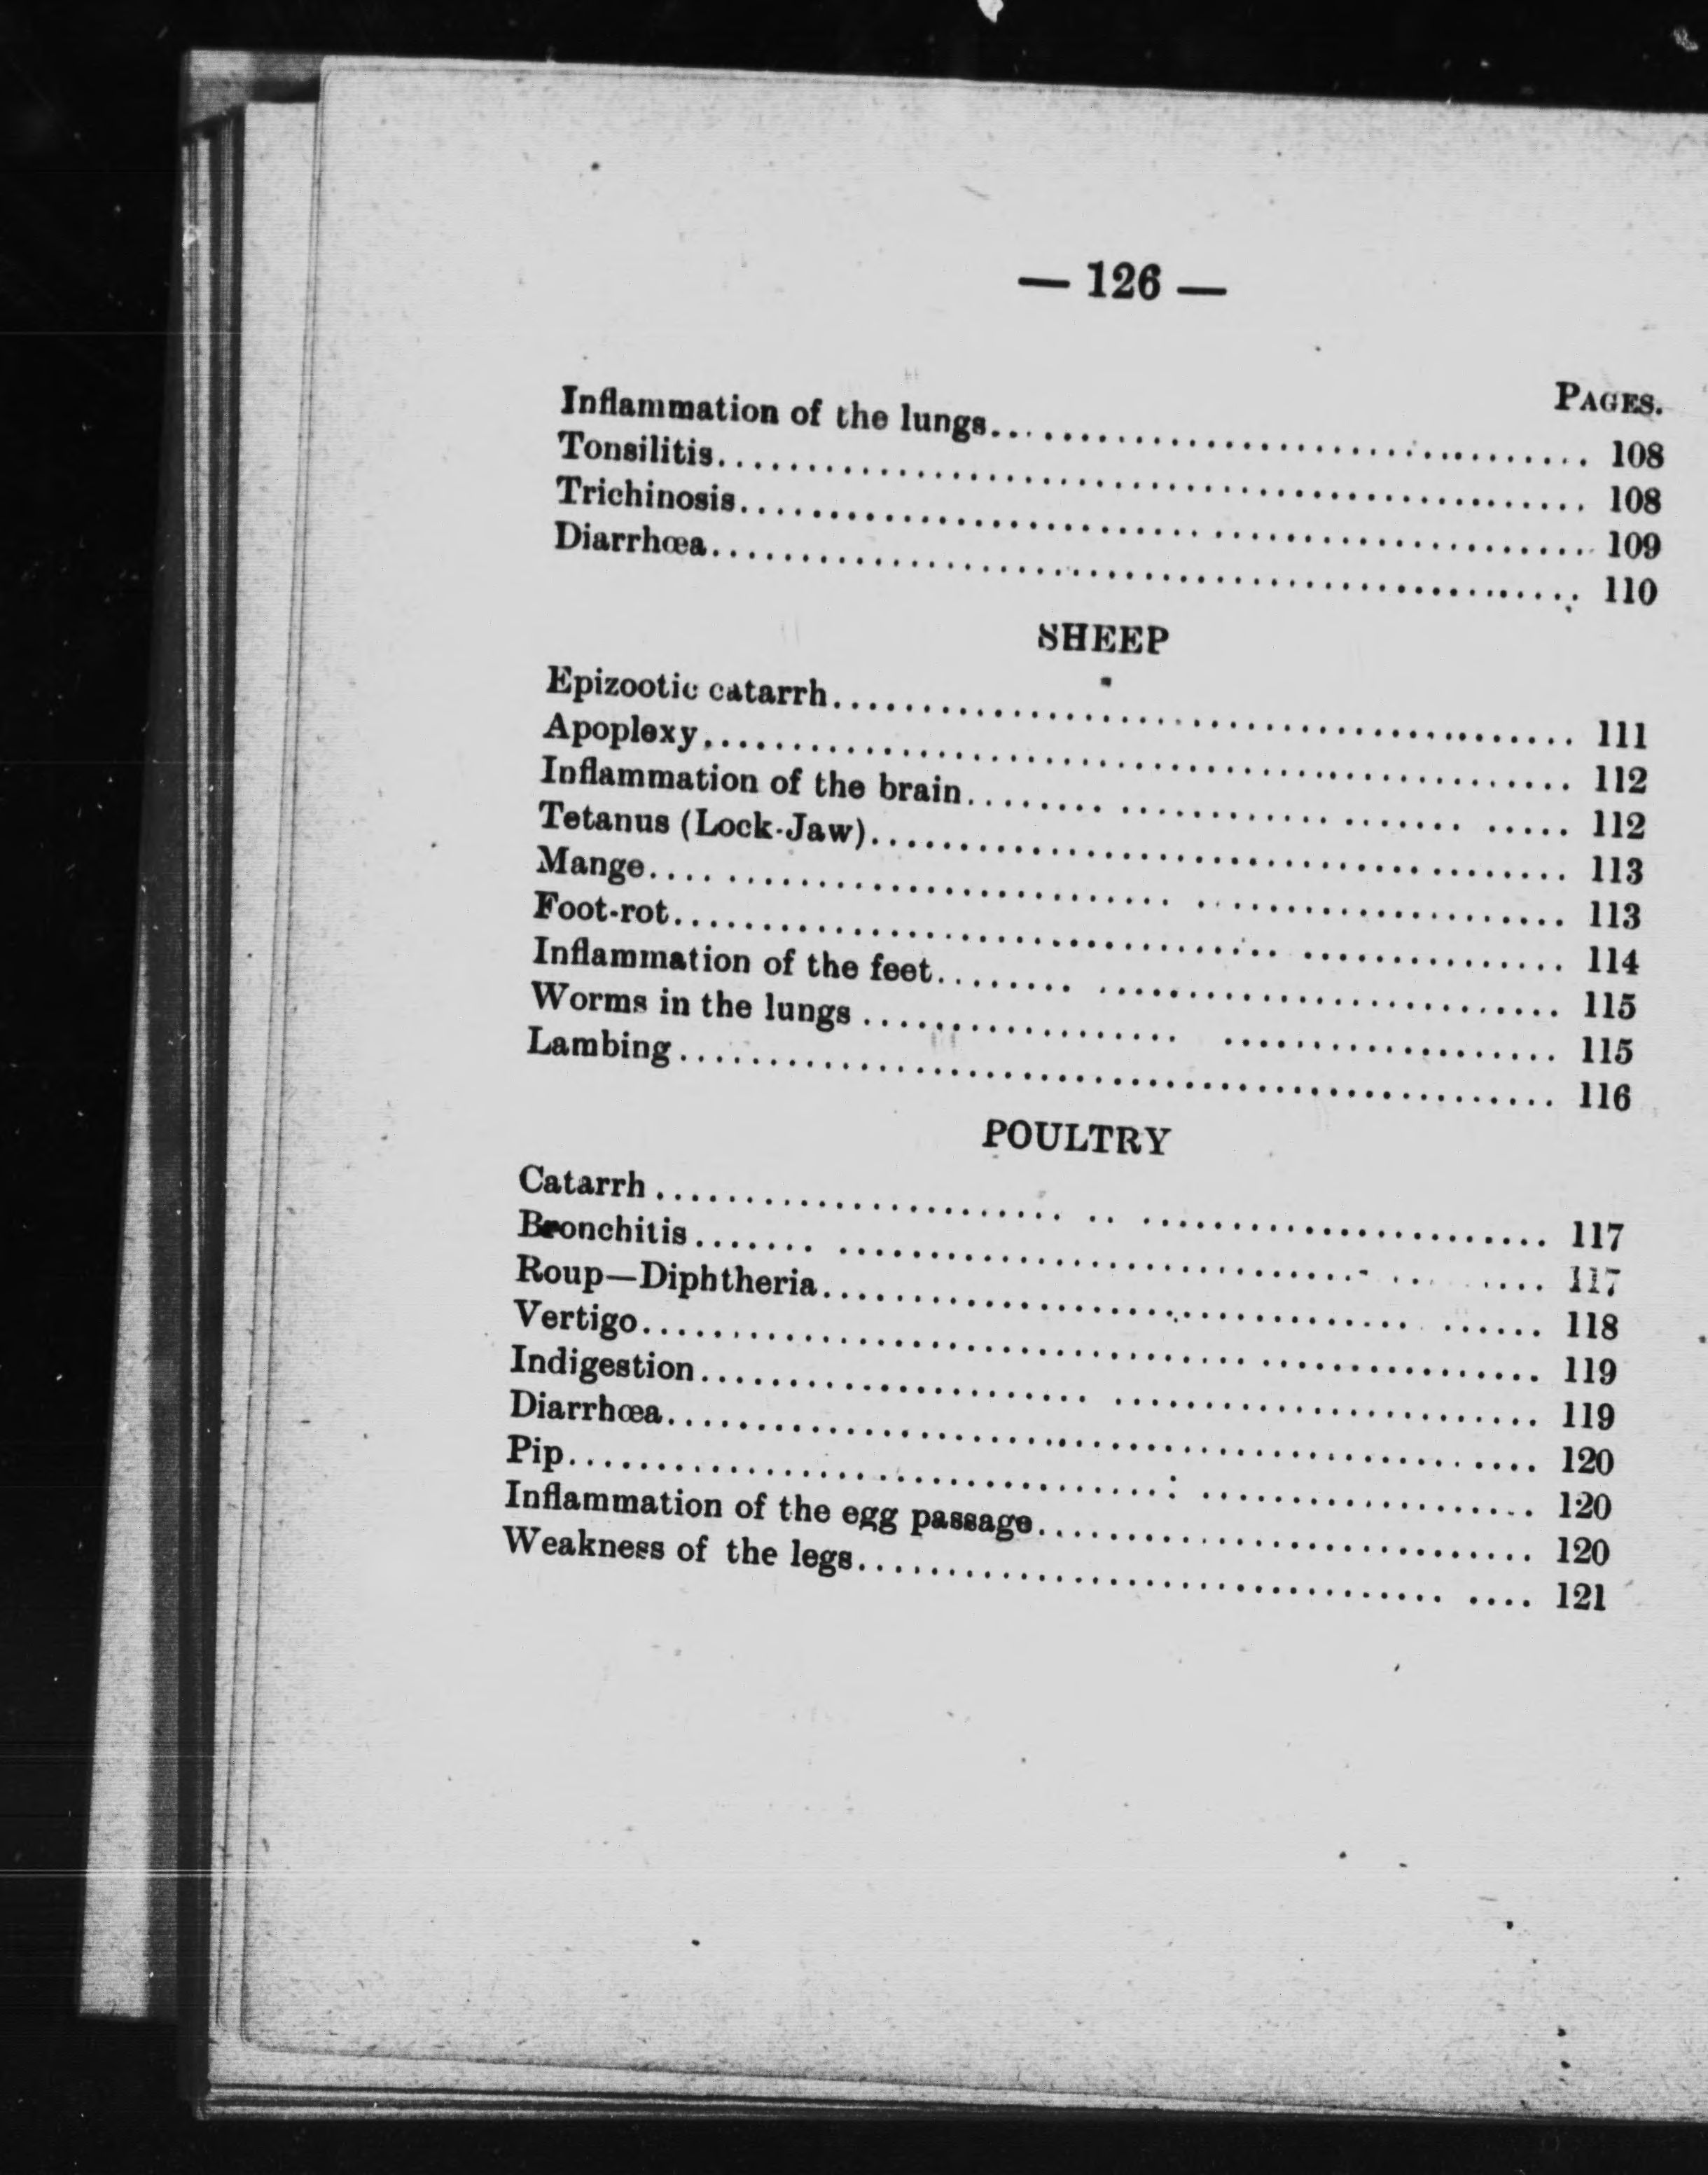 — 126 —
PAGES.
Inflammation of the lungs........................................ 108
Tonsilitis........................................ 108
Trichinosis........................................ 109
Diarrhœa........................................ 110
SHEEP
Epizootic catarrh........................................ 111
Apoplexy........................................ 112
Inflammation of the brain........................................ 112
Tetanus (Lock-Jaw)........................................ 113
Mange........................................ 113
Foot-rot........................................ 114
Inflammation of the feet........................................ 115
Worms in the lungs ........................................ 115
Lambing........................................ 116
POULTRY
Catarrh ........................................ 117
Bronchitis........................................ 117
Roup—Diphtheria........................................ 118
Vertigo........................................ 119
Indigestion........................................ 119
Diarrhœa........................................ 120
Pip........................................ 120
Inflammation of the egg passage........................................ 120
Weakness of the legs........................................ 121